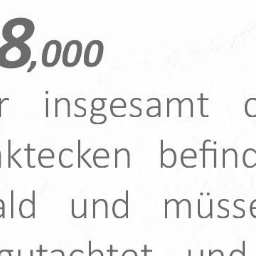 8,000
r insgesamt
ktecken befind
ald und müsse
gutachtet und